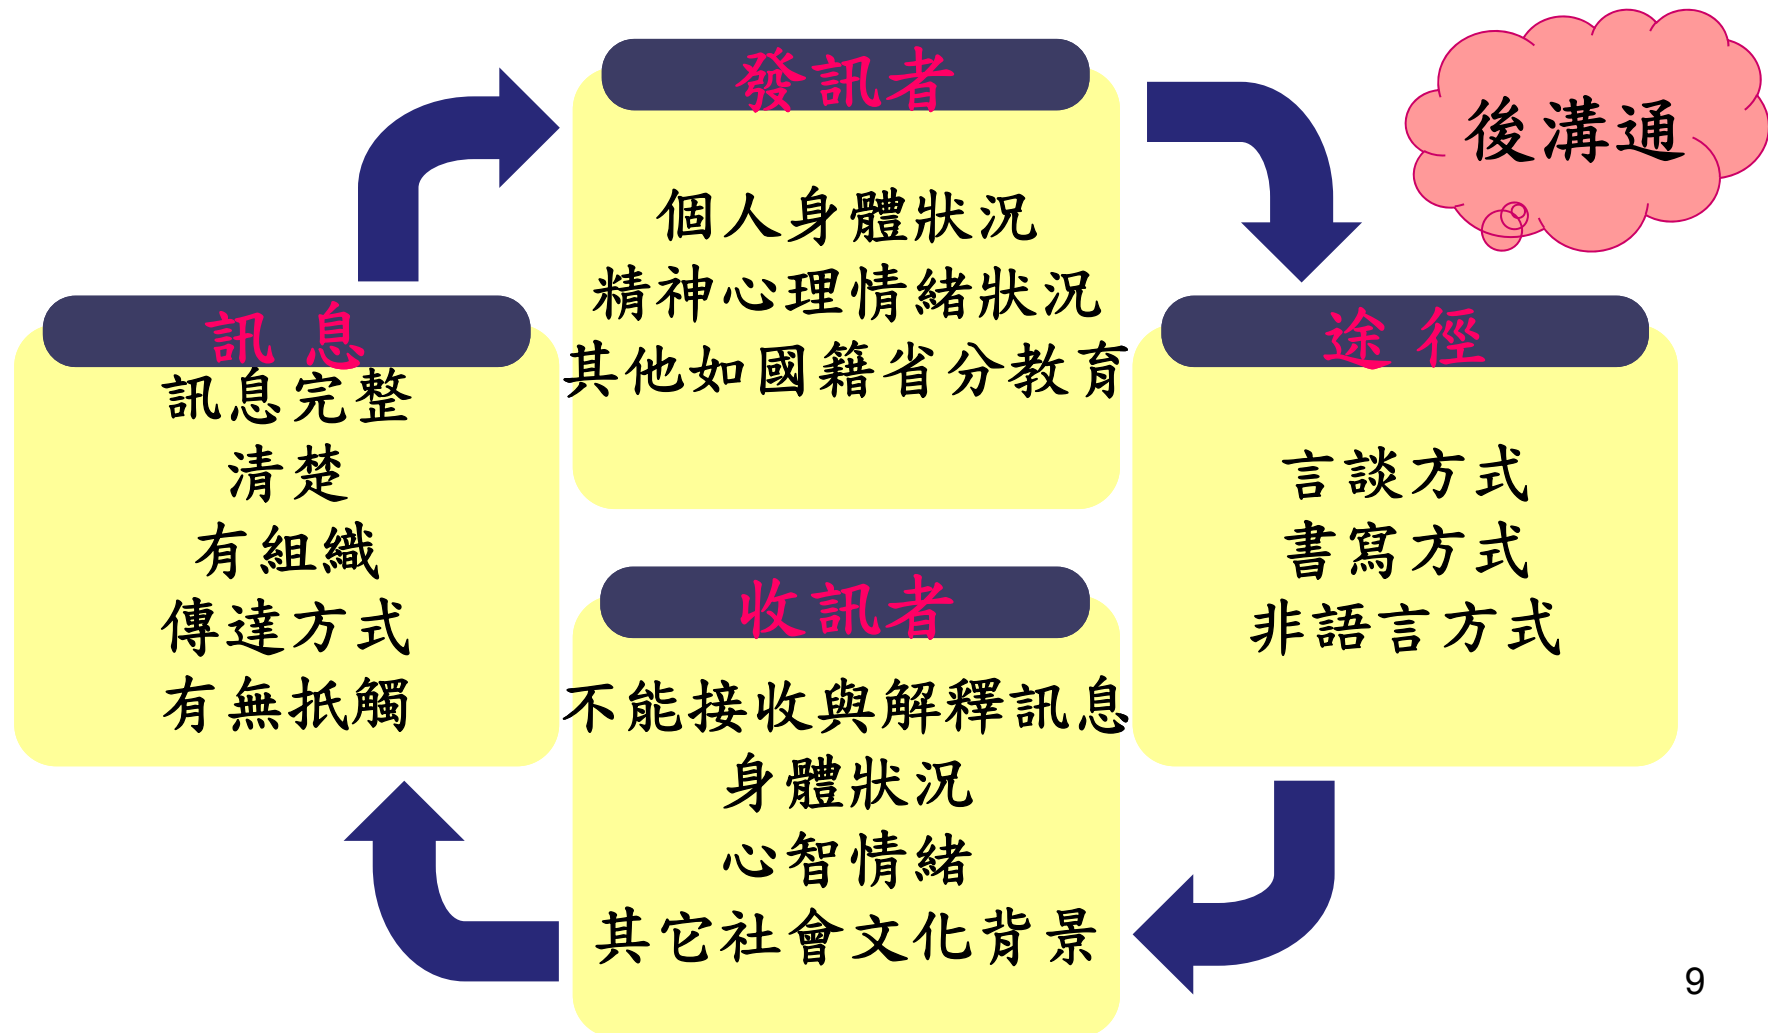 後溝通
發訊者
個人身體狀況
精神心理情緒狀況
其他如國籍省分教育
訊息
訊息完整
清楚
有組織
傳達方式
有無扺觸
途徑
言談方式
書寫方式
非語言方式
收訊者
不能接收與解釋訊息
身體狀況
心智情緒
其它社會文化背景
9